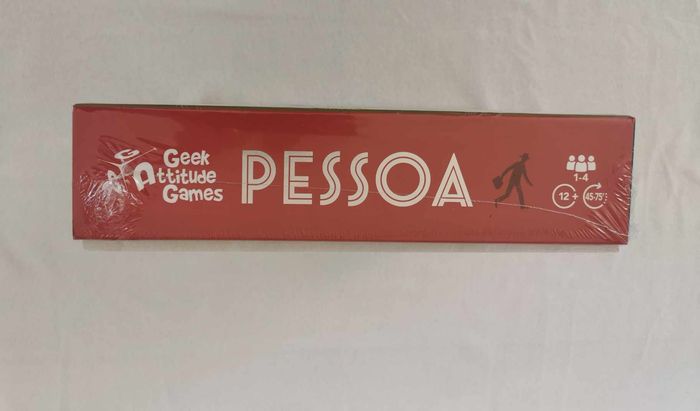 Geek
Attitude
Games
PESSOA
1-4
12 +
45-75'